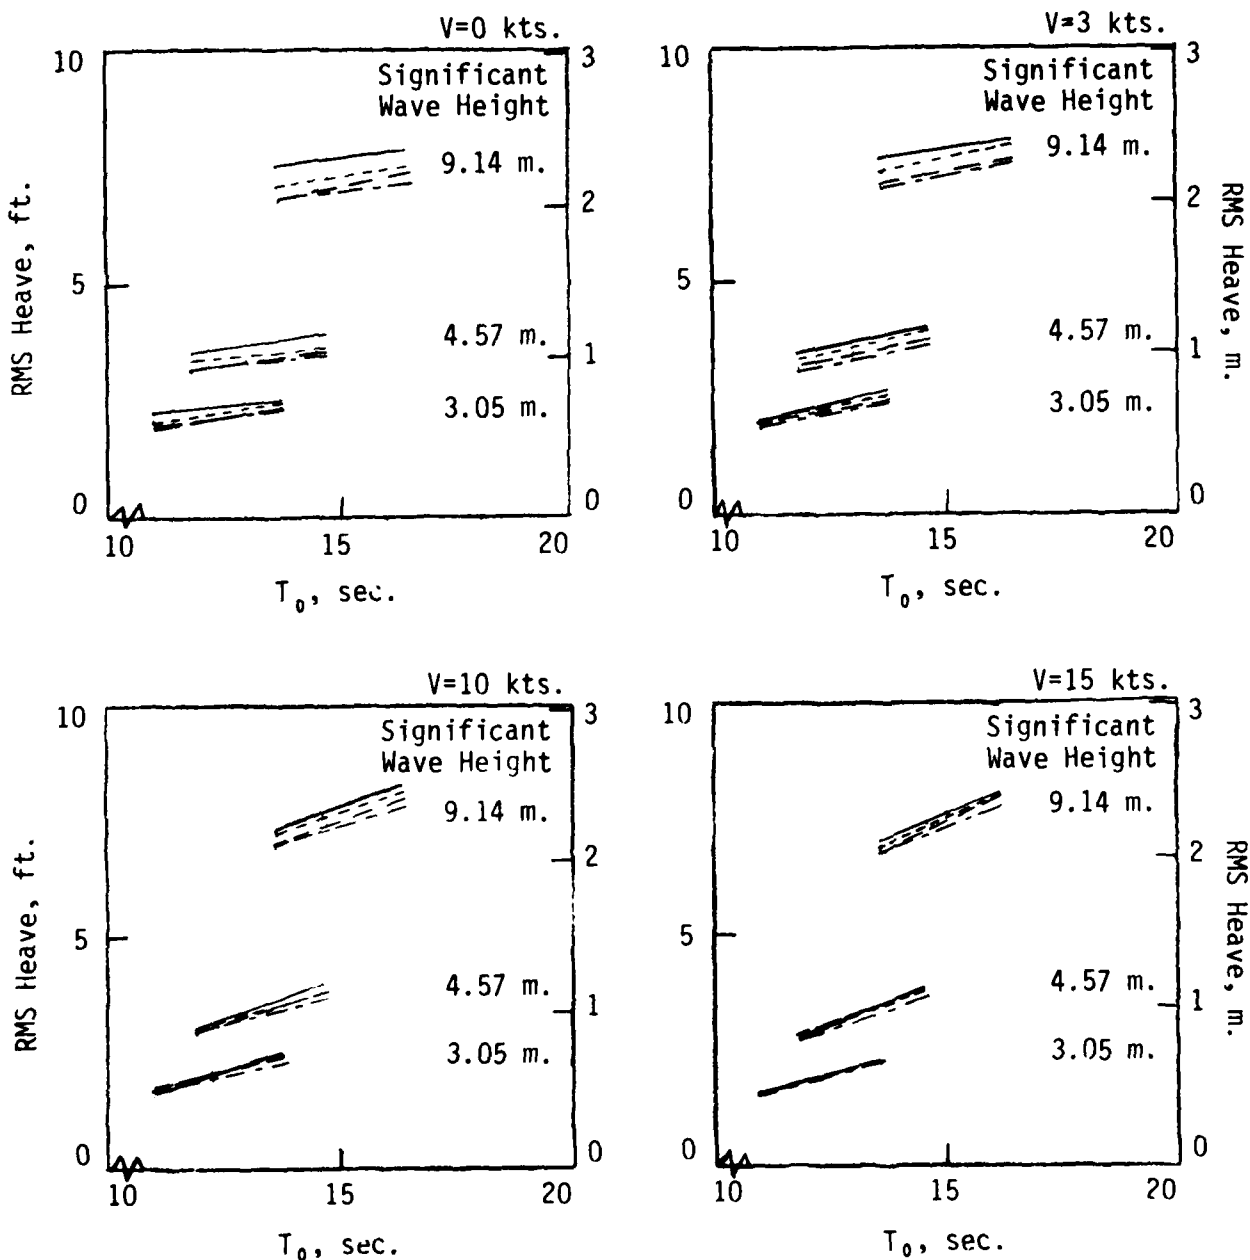 V=0 kts.
10
3
Significant
Wave Height
9.14 m.
2
RMS Heave, ft.
5
4.57 m.
1
3.05 m.
0
0
10
15
20
T₀, sec.
V=3 kts.
10
3
Significant
Wave Height
9.14 m.
2
RMS Heave, m.
5
4.57 m.
1
3.05 m.
0
0
10
15
20
T₀, sec.
V=10 kts.
10
3
Significant
Wave Height
9.14 m.
2
RMS Heave, ft.
5
4.57 m.
1
3.05 m.
0
0
10
15
20
T₀, sec.
V=15 kts.
10
3
Significant
Wave Height
9.14 m.
2
RMS Heave, m.
5
4.57 m.
1
3.05 m.
0
0
10
15
20
T₀, sec.